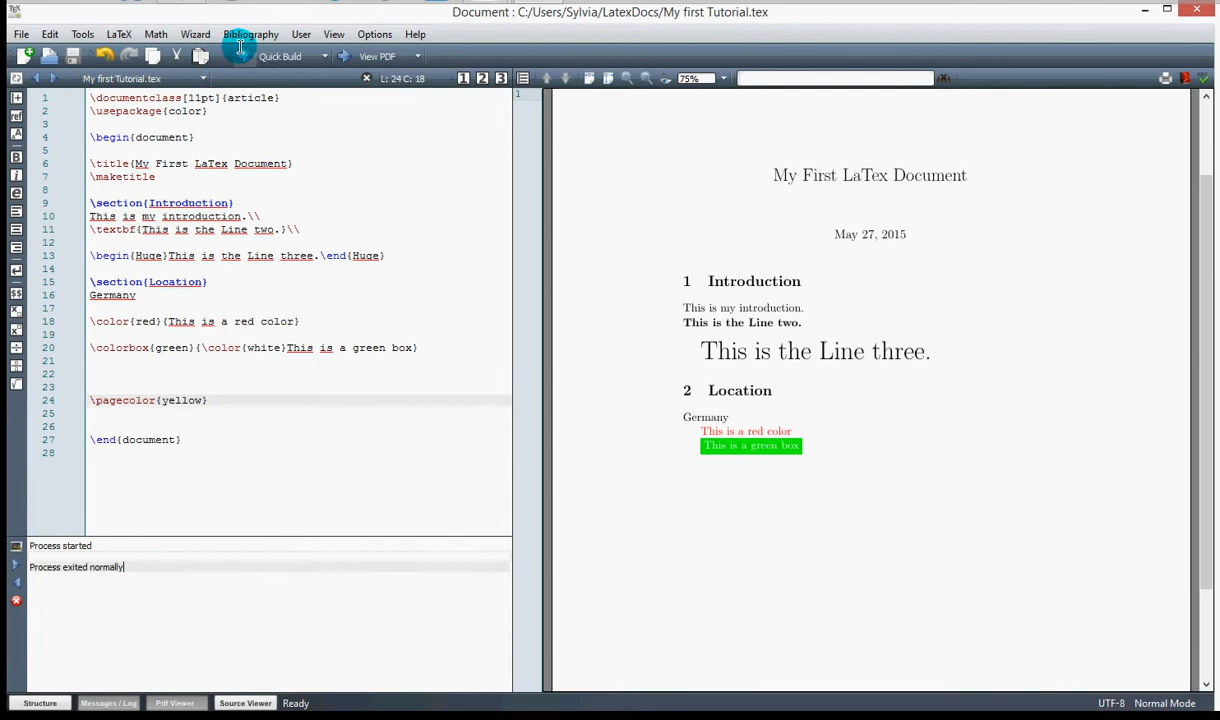 Document : C:/Users/Sylvia/LatexDocs/My first Tutorial.tex
File Edit Tools LaTeX Math Wizard Bibliography User View Options Help
Quick Build View PDF
My first Tutorial.tex L: 24 C: 18 1 2 3 75%
1 \documentclass[11pt]{article}
2 \usepackage{color}
3
4 \begin{document}
5
6 \title{My First LaTex Document}
7 \maketitle
8
9 \section{Introduction}
10 This is my introduction.\\
11 \textbf{This is the Line two.}\\
12
13 \begin{Huge}This is the Line three.\end{Huge}
14
15 \section{Location}
16 Germany
17
18 \color{red}{This is a red color}
19
20 \colorbox{green}{\color{white}This is a green box}
21
22
23
24 \pagecolor{yellow}
25
26
27 \end{document}
28
1
My First LaTex Document
May 27, 2015
1 Introduction
This is my introduction.
This is the Line two.
This is the Line three.
2 Location
Germany
This is a red color
This is a green box
Process started
Process exited normally
Structure Messages / Log Pdf Viewer Source Viewer Ready UTF-8 Normal Mode